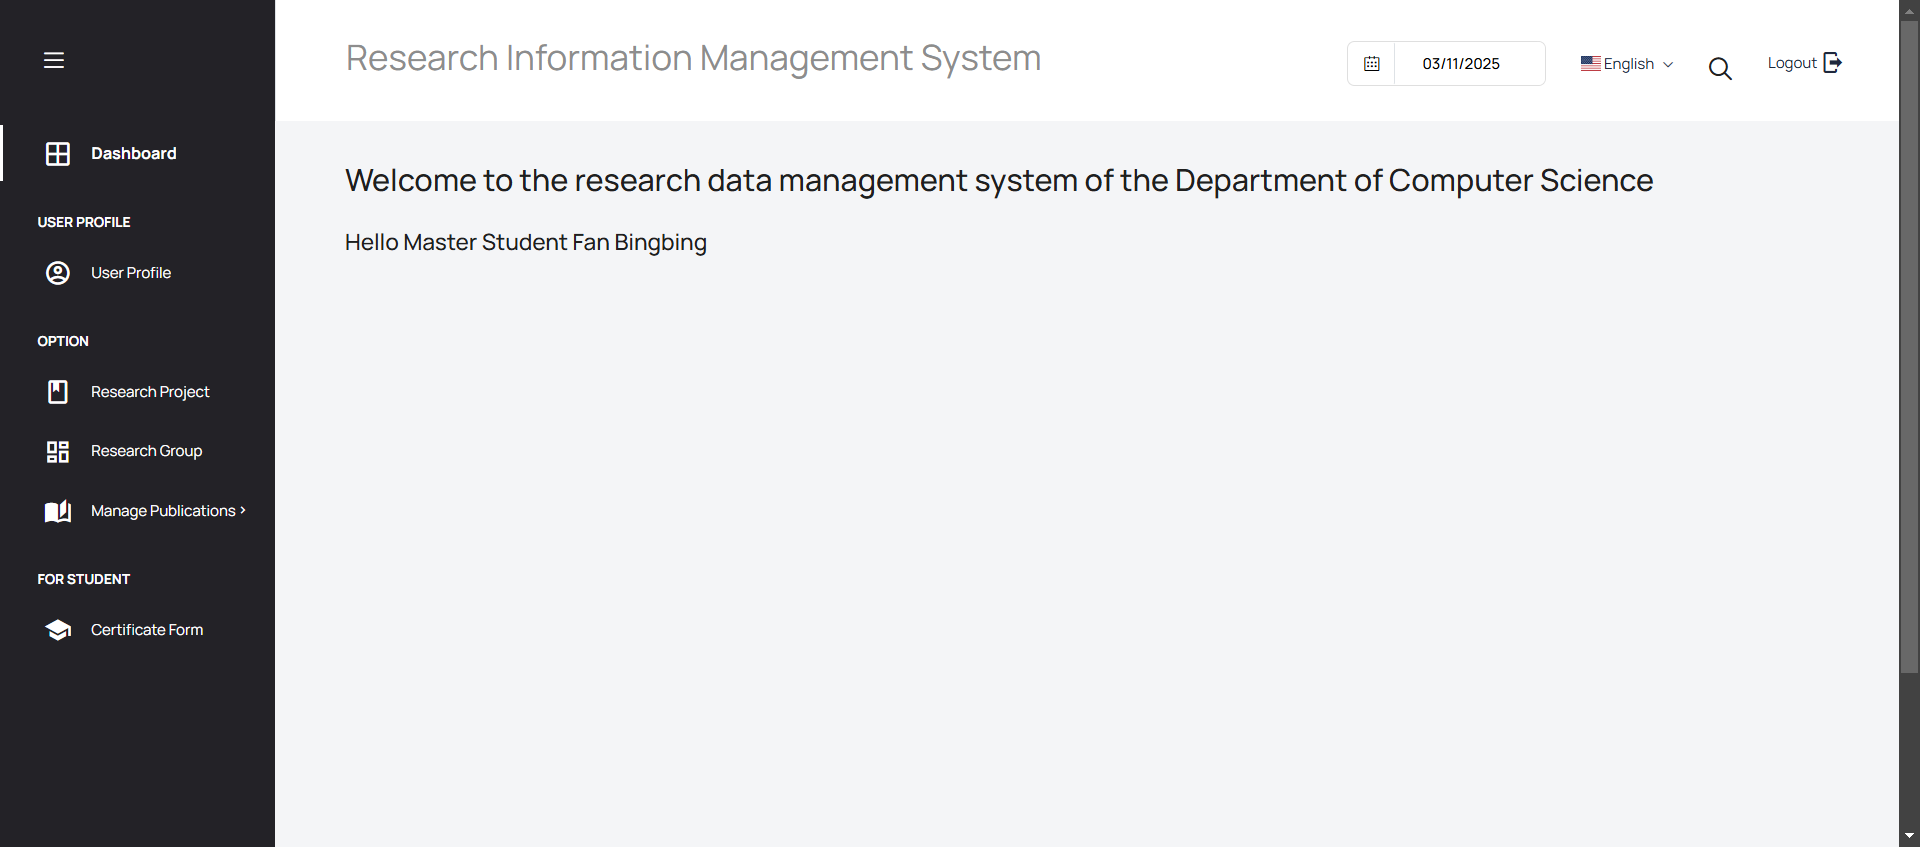 Research Information Management System
03/11/2025
English
Logout
Dashboard
USER PROFILE
User Profile
OPTION
Research Project
Research Group
Manage Publications
FOR STUDENT
Certificate Form
Welcome to the research data management system of the Department of Computer Science
Hello Master Student Fan Bingbing